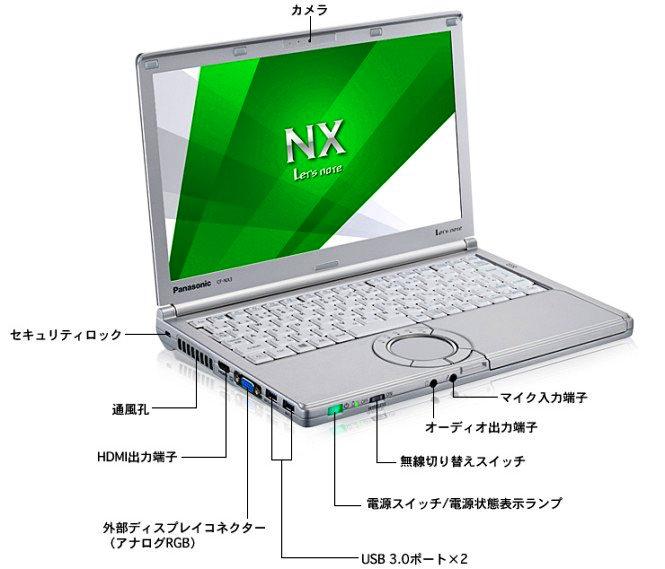 カメラ
NX
Let's note
Let's note
Panasonic CF-NX3
セキュリティロック
通風孔
HDMI出力端子
外部ディスプレイコネクター
（アナログRGB）
マイク入力端子
オーディオ出力端子
無線切り替えスイッチ
電源スイッチ/電源状態表示ランプ
USB 3.0ポート×2